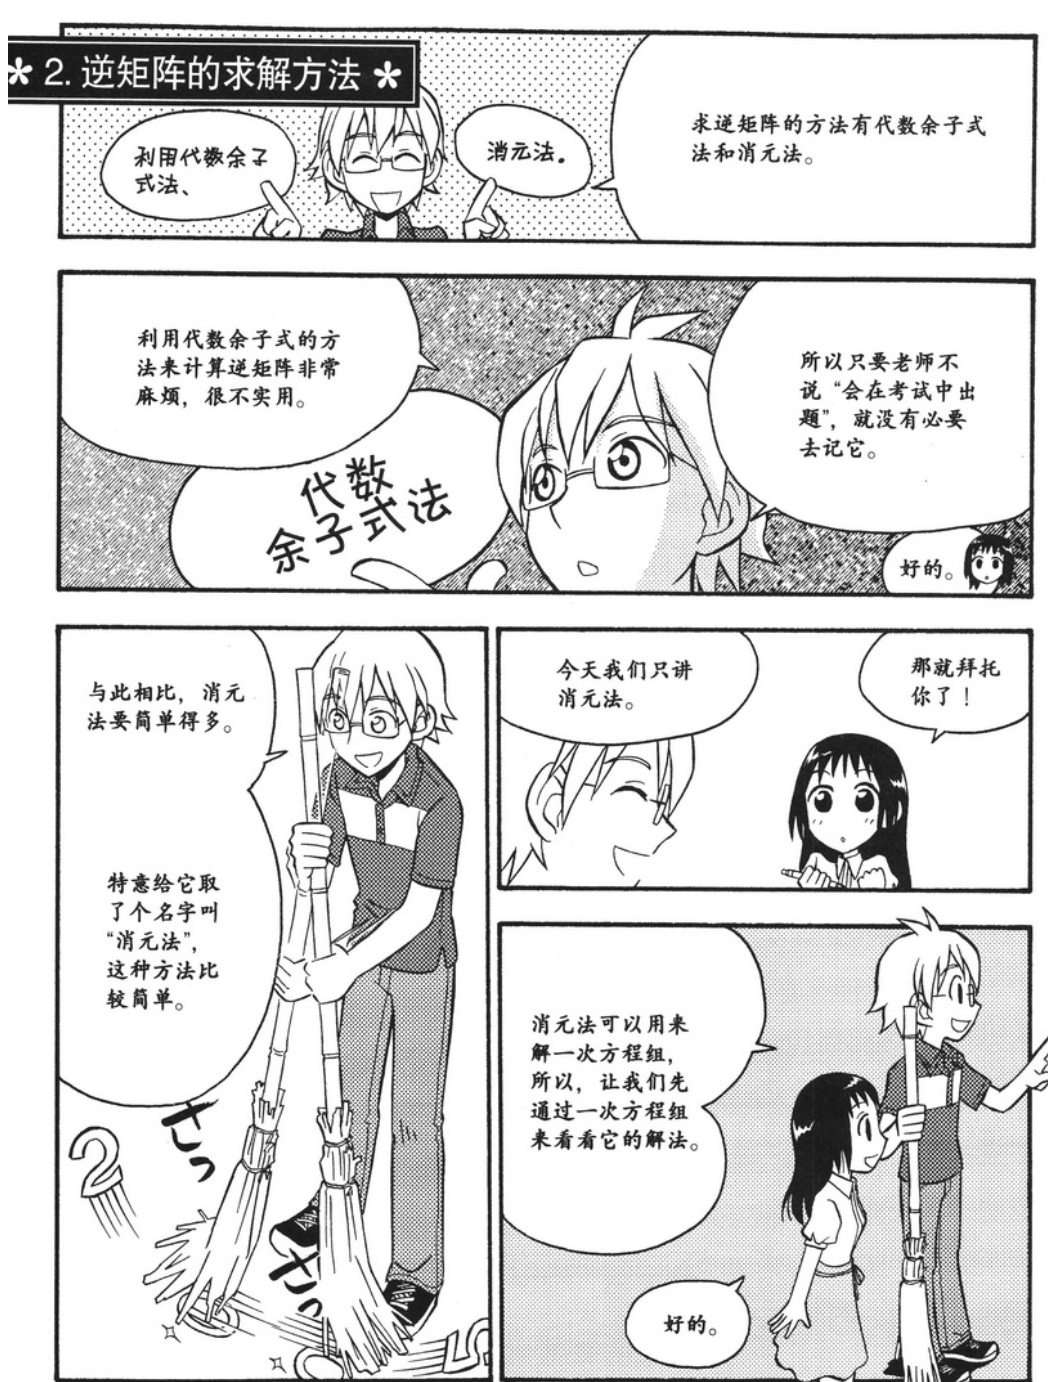 * 2. 逆矩阵的求解方法 *
利用代数余子
式法、
消元法。
求逆矩阵的方法有代数余子式
法和消元法。
利用代数余子式的方
法来计算逆矩阵非常
麻烦，很不实用。
代数
余子式法
所以只要老师不
说“会在考试中出
题”，就没有必要
去记它。
好的。
与此相比，消元
法要简单得多。
特意给它取
了个名字叫
“消元法”，
这种方法比
较简单。
さっ
2
さっ
5
今天我们只讲
消元法。
那就拜托
你了！
消元法可以用来
解一次方程组，
所以，让我们先
通过一次方程组
来看看它的解法。
好的。